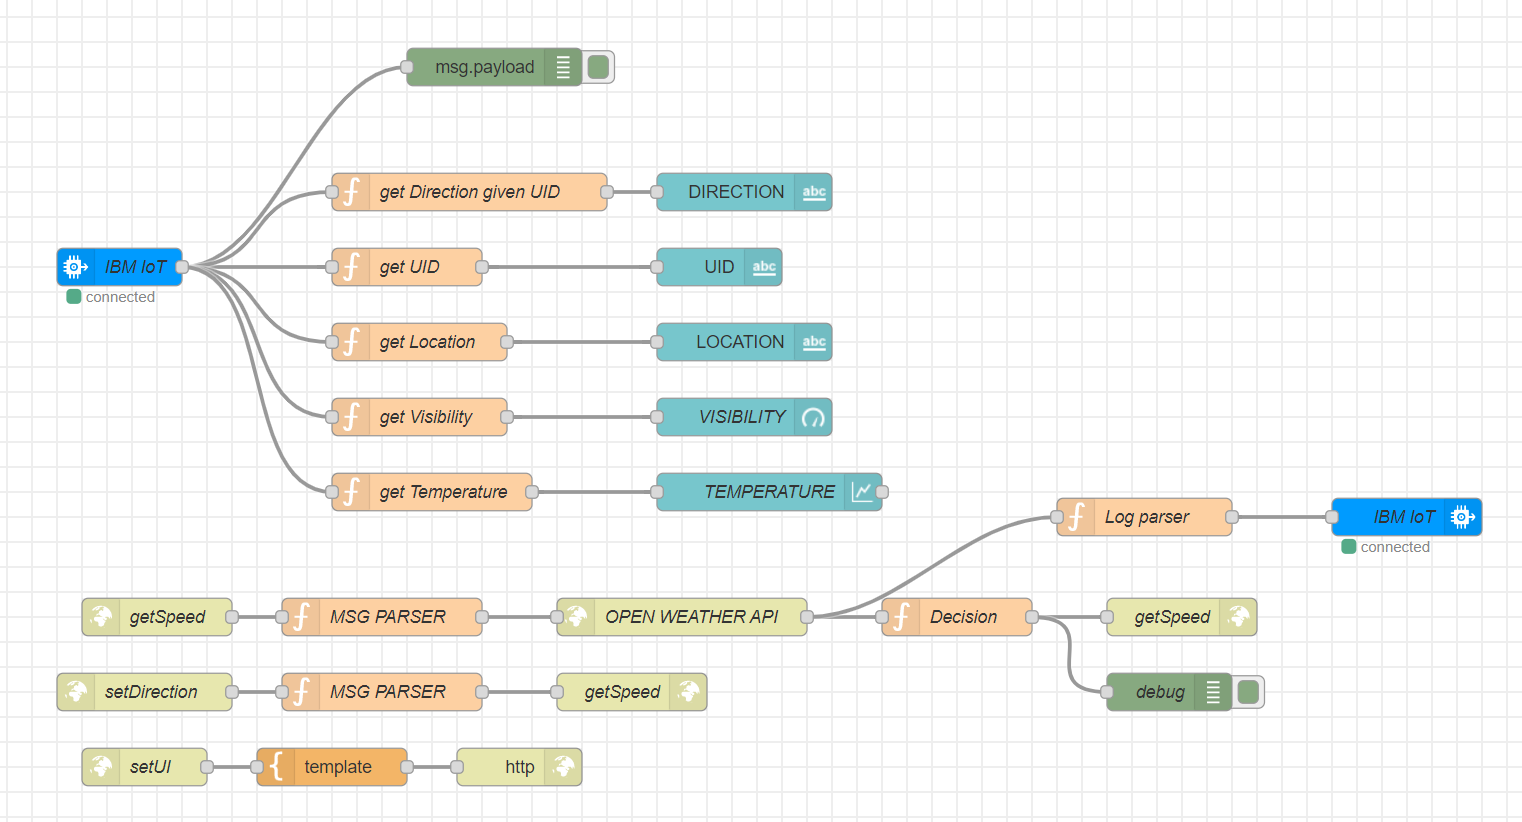 msg.payload
get Direction given UID
DIRECTION
abc
IBM IoT
connected
get UID
UID
abc
get Location
LOCATION
abc
get Visibility
VISIBILITY
get Temperature
TEMPERATURE
Log parser
IBM IoT
connected
getSpeed
MSG PARSER
OPEN WEATHER API
Decision
getSpeed
setDirection
MSG PARSER
getSpeed
debug
setUI
template
http